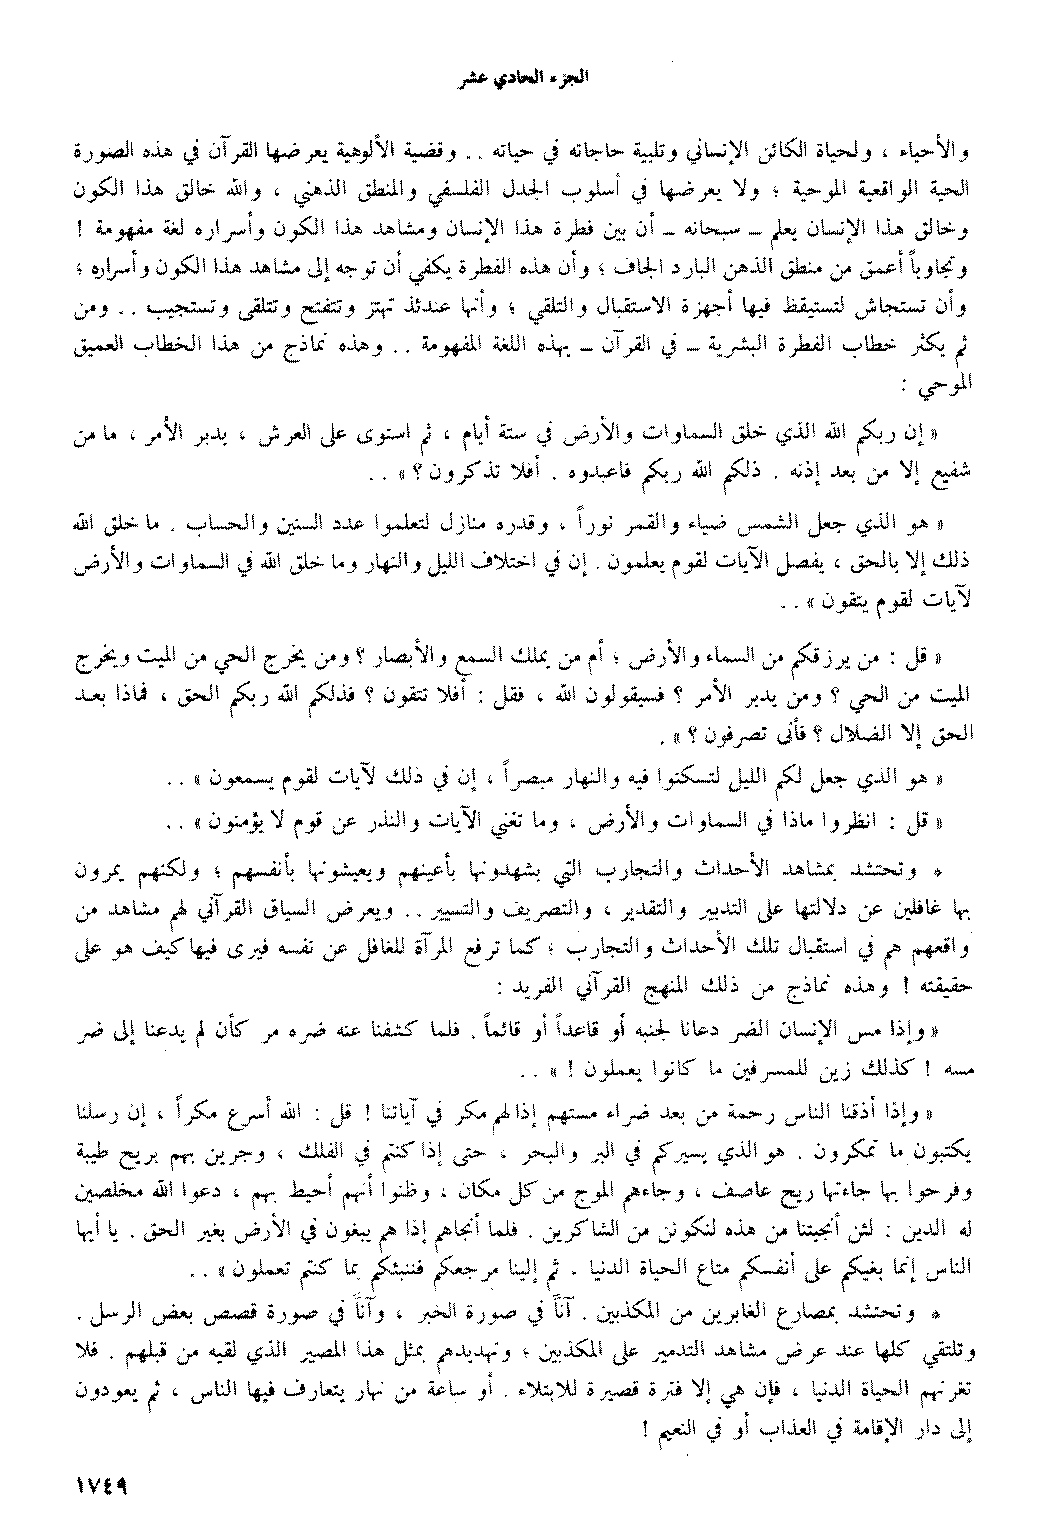 الجزء الحادي عشر
والأحياء ، ولحياة الكائن الإنساني وتلبية حاجاته في حياته .. وقضية الألوهية يعرضها القرآن في هذه الصورة
الحية الواقعية الموحية ؛ ولا يعرضها في أسلوب الجدل الفلسفي والمنطق الذهني ، والله خالق هذا الكون
وخالق هذا الإنسان يعلم – سبحانه – أن بين فطرة هذا الإنسان ومشاهد هذا الكون وأسراره لغة مفهومة !
وتجاوباً أعمق من منطق الذهن البارد الجاف ؛ وأن هذه الفطرة يكفي أن توجه إلى مشاهد هذا الكون وأسراره ؛
وأن تستجاش لتستيقظ فيها أجهزة الاستقبال والتلقي ؛ وأنها عندئذ تهتز وتتفتح وتتلقى وتستجيب .. ومن
ثم يكثر خطاب الفطرة البشرية – في القرآن – بهذه اللغة المفهومة .. وهذه نماذج من هذا الخطاب العميق
الموحي :
« إن ربكم الله الذي خلق السماوات والأرض في ستة أيام ، ثم استوى على العرش ، يدبر الأمر ، ما من
شفيع إلا من بعد إذنه . ذلكم الله ربكم فاعبدوه . أفلا تذكرون ؟ » ..
« هو الذي جعل الشمس ضياء والقمر نوراً ، وقدره منازل لتعلموا عدد السنين والحساب . ما خلق الله
ذلك إلا بالحق ، يفصل الآيات لقوم يعلمون . إن في اختلاف الليل والنهار وما خلق الله في السماوات والأرض
لآيات لقوم يتقون » ..
« قل : من يرزقكم من السماء والأرض ؛ أم من يملك السمع والأبصار ؟ ومن يخرج الحي من الميت ويخرج
الميت من الحي ؟ ومن يدبر الأمر ؟ فسيقولون الله ، فقل : أفلا تتقون ؟ فذلكم الله ربكم الحق ، فماذا بعد
الحق إلا الضلال ؟ فأنى تصرفون ؟ » .
« هو الذي جعل لكم الليل لتسكنوا فيه والنهار مبصراً ، إن في ذلك لآيات لقوم يسمعون » ..
« قل : انظروا ماذا في السماوات والأرض ، وما تغني الآيات والنذر عن قوم لا يؤمنون » ..
* وتحتشد بمشاهد الأحداث والتجارب التي يشهدونها بأعينهم ويعيشونها بأنفسهم ؛ ولكنهم يمرون
بها غافلين عن دلالتها على التدبير والتقدير ، والتصريف والتسيير .. ويعرض السياق القرآني لهم مشاهد من
واقعهم هم في استقبال تلك الأحداث والتجارب ؛ كما ترفع المرآة للغافل عن نفسه فيرى فيها كيف هو على
حقيقته ! وهذه نماذج من ذلك المنهج القرآني الفريد :
« وإذا مس الإنسان الضر دعانا لجنبه أو قاعداً أو قائماً . فلما كشفنا عنه ضره مر كأن لم يدعنا إلى ضر
مسه ! كذلك زين للمسرفين ما كانوا يعملون ! » ..
« وإذا أذقنا الناس رحمة من بعد ضراء مستهم إذا لهم مكر في آياتنا ! قل : الله أسرع مكراً ، إن رسلنا
يكتبون ما تمكرون . هو الذي يسيركم في البر والبحر ، حتى إذا كنتم في الفلك ، وجرين بهم بريح طيبة
وفرحوا بها جاءتها ريح عاصف ، وجاءهم الموج من كل مكان ، وظنوا أنهم أحيط بهم ، دعوا الله مخلصين
له الدين : لئن أنجيتنا من هذه لنكونن من الشاكرين . فلما أنجاهم إذا هم يبغون في الأرض بغير الحق . يا أيها
الناس إنما بغيكم على أنفسكم متاع الحياة الدنيا . ثم إلينا مرجعكم فننبئكم بما كنتم تعملون » ..
* وتحتشد بمصارع الغابرين من المكذبين . آناً في صورة الخبر ، وآناً في صورة قصص بعض الرسل .
وتلتقي كلها عند عرض مشاهد التدمير على المكذبين ؛ وتهديدهم بمثل هذا المصير الذي لقيه من قبلهم . فلا
تغرنهم الحياة الدنيا ، فإن هي إلا فترة قصيرة للابتلاء . أو ساعة من نهار يتعارف فيها الناس ، ثم يعودون
إلى دار الإقامة في العذاب أو في النعيم !
١٧٤٩